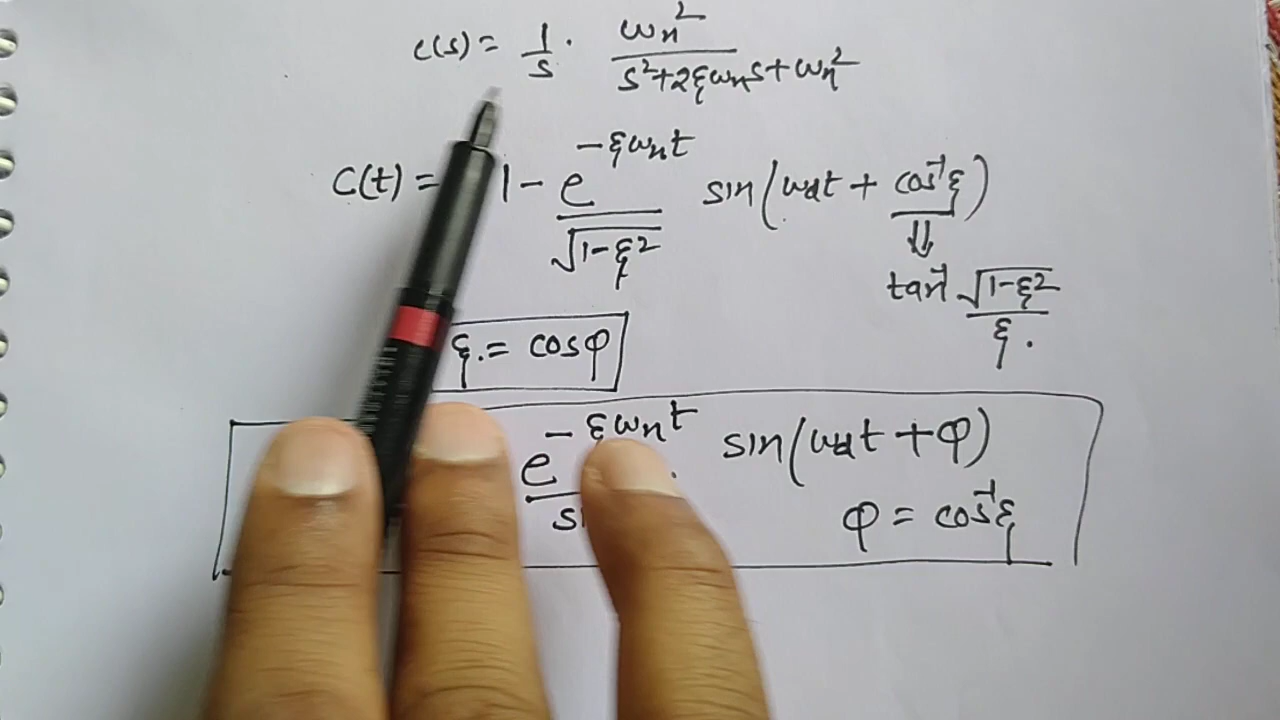 C(s) = 1/s · ωn²/(s²+2ξωns+ωn²)
C(t) = 1 - e^(-ξωnt)/√(1-ξ²) sin(ωdt + cos⁻¹ξ)
⇓
tan⁻¹ √(1-ξ²)/ξ.
ξ. = cosφ
e^(-ξωnt) sin(ωdt + φ)
φ = cos⁻¹ξ